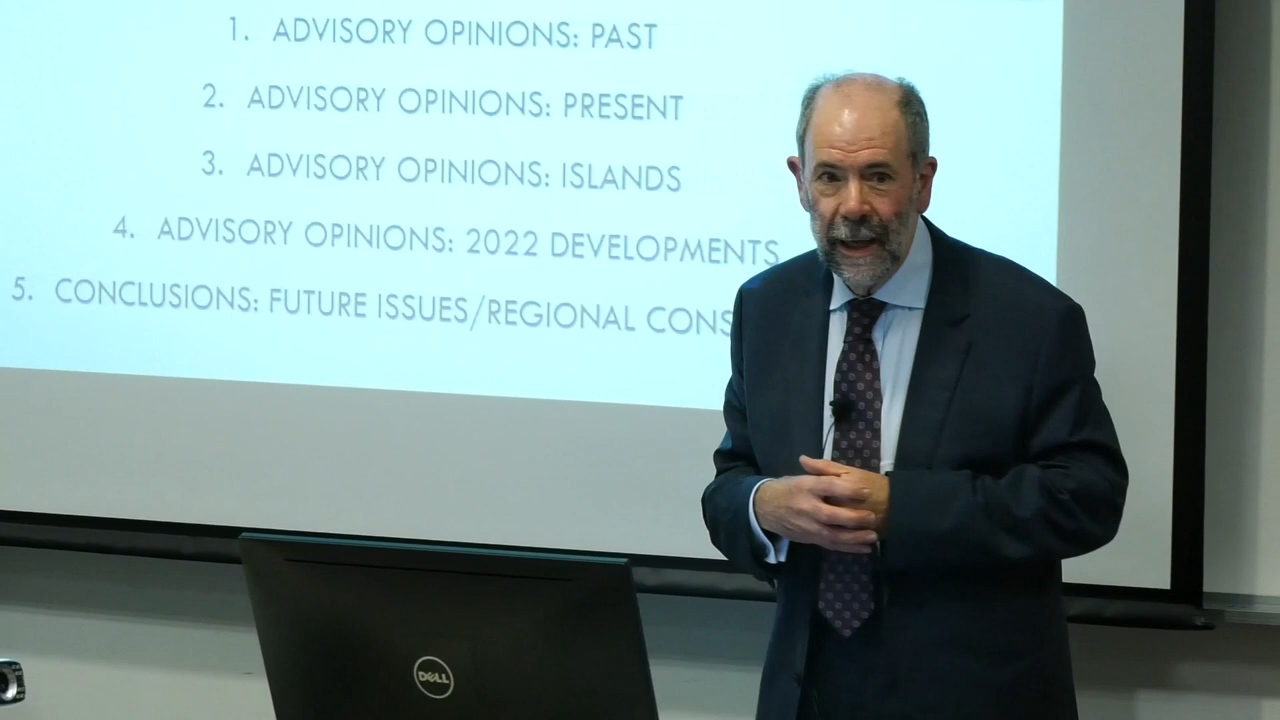 1. ADVISORY OPINIONS: PAST
2. ADVISORY OPINIONS: PRESENT
3. ADVISORY OPINIONS: ISLANDS
4. ADVISORY OPINIONS: 2022 DEVELOPMENTS
5. CONCLUSIONS: FUTURE ISSUES/REGIONAL CONS
DELL